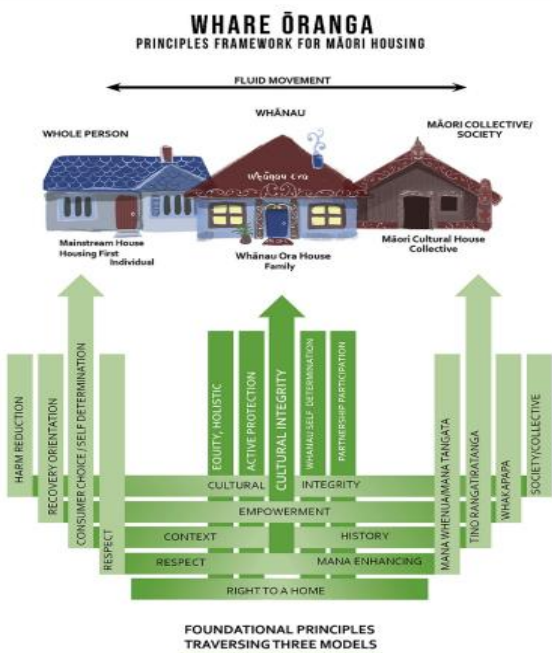 WHARE ŌRANGA
PRINCIPLES FRAMEWORK FOR MĀORI HOUSING
FLUID MOVEMENT
WHOLE PERSON
WHĀNAU
MĀORI COLLECTIVE/
SOCIETY
Whānau Ora
Mainstream House
Housing First
Individual
Whānau Ora House
Family
Māori Cultural House
Collective
HARM REDUCTION
RECOVERY ORIENTATION
CONSUMER CHOICE / SELF DETERMINATION
RESPECT
EQUITY, HOLISTIC
ACTIVE PROTECTION
CULTURAL INTEGRITY
WHANAU SELF DETERMINATION
PARTNERSHIP PARTICIPATION
MANA WHENUA/MANA TANGATA
TINO RANGATIRATANGA
WHAKAPAPA
SOCIETY/COLLECTIVE
CULTURAL INTEGRITY
EMPOWERMENT
CONTEXT HISTORY
RESPECT MANA ENHANCING
RIGHT TO A HOME
FOUNDATIONAL PRINCIPLES
TRAVERSING THREE MODELS